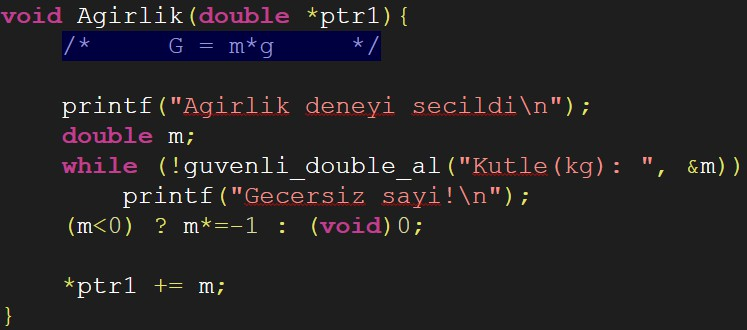 void Agirlik(double *ptr1){
/*     G = m*g     */
printf("Agirlik deneyi secildi\n");
double m;
while (!guvenli_double_al("Kutle(kg): ", &m))
printf("Gecersiz sayi!\n");
(m<0) ? m*=-1 : (void)0;
*ptr1 += m;
}